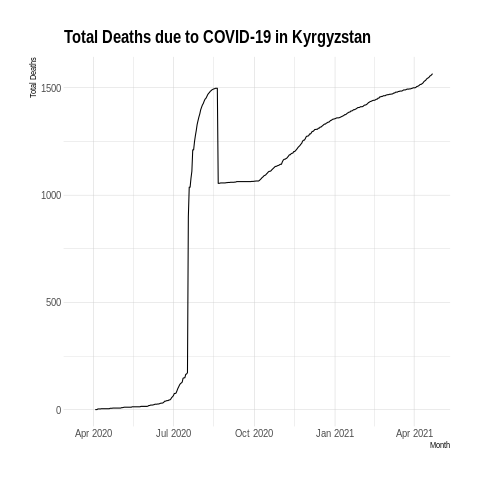 Total Deaths due to COVID-19 in Kyrgyzstan
Total Deaths
1500
1000
500
0
Apr 2020 Jul 2020 Oct 2020 Jan 2021 Apr 2021
Month